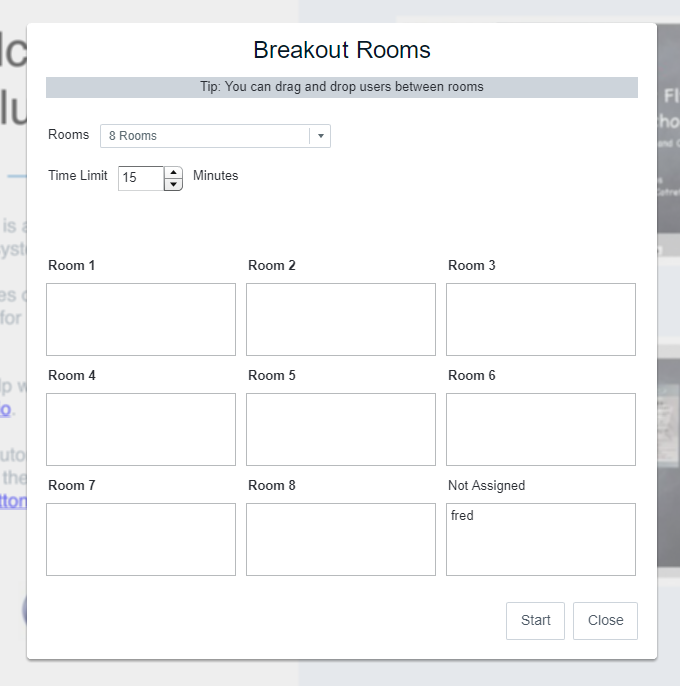 Breakout Rooms
Tip: You can drag and drop users between rooms
Rooms 8 Rooms
Time Limit 15 Minutes
Room 1 Room 2 Room 3
Room 4 Room 5 Room 6
Room 7 Room 8 Not Assigned
fred
Start Close